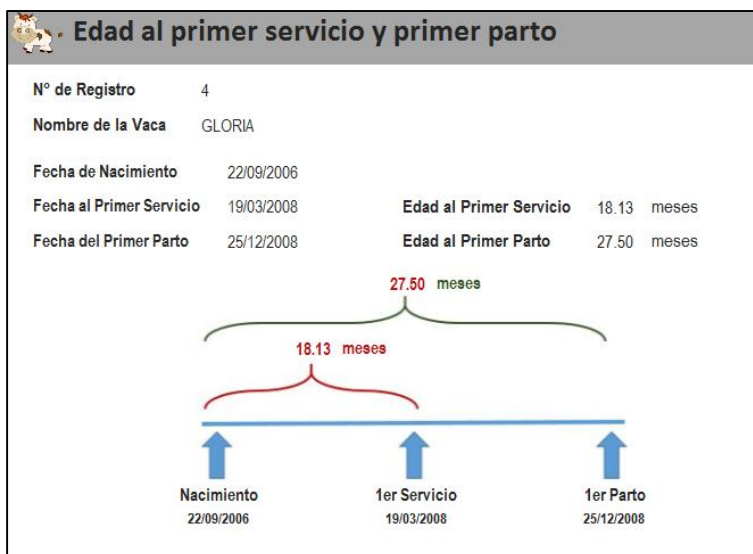 Edad al primer servicio y primer parto
N° de Registro 4
Nombre de la Vaca GLORIA
Fecha de Nacimiento 22/09/2006
Fecha al Primer Servicio 19/03/2008 Edad al Primer Servicio 18.13 meses
Fecha del Primer Parto 25/12/2008 Edad al Primer Parto 27.50 meses
27.50 meses
18.13 meses
Nacimiento 1er Servicio 1er Parto
22/09/2006 19/03/2008 25/12/2008